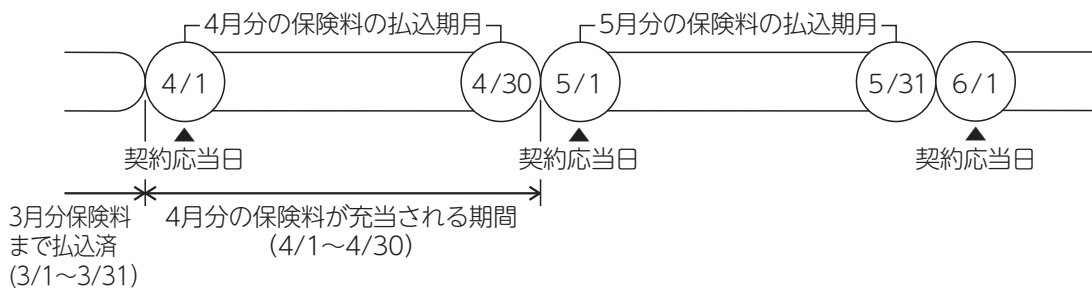 4月分の保険料の払込期月
5月分の保険料の払込期月
4/1
4/30
5/1
5/31
6/1
契約応当日
契約応当日
契約応当日
3月分保険料
まで払込済
(3/1〜3/31)
4月分の保険料が充当される期間
(4/1〜4/30)